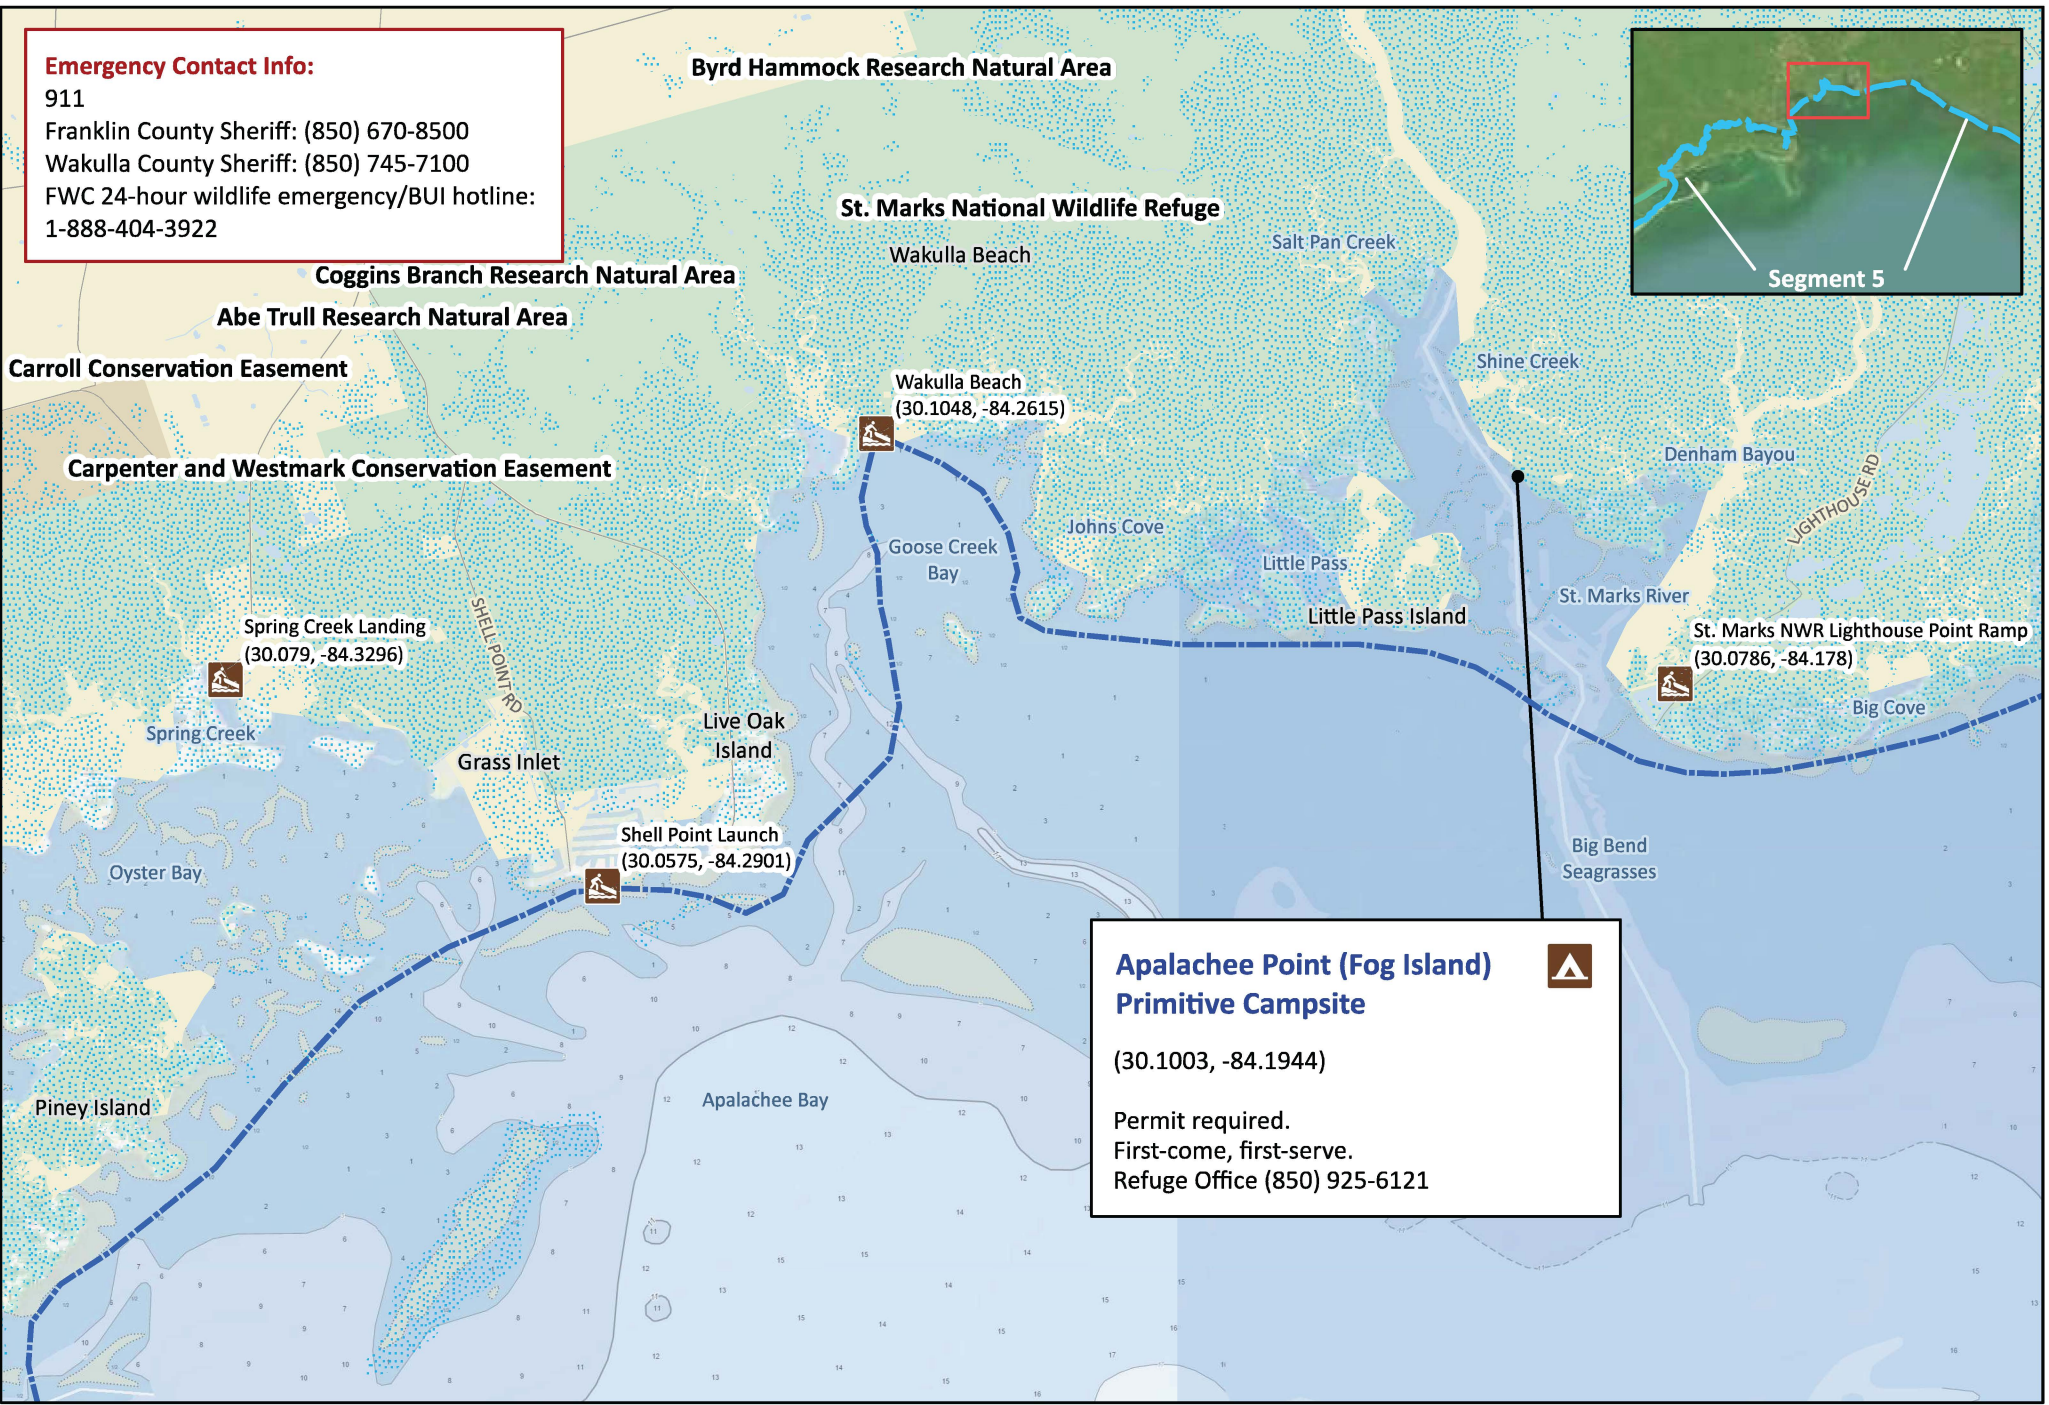 Emergency Contact Info:
911
Franklin County Sheriff: (850) 670-8500
Wakulla County Sheriff: (850) 745-7100
FWC 24-hour wildlife emergency/BUI hotline:
1-888-404-3922
Byrd Hammock Research Natural Area
St. Marks National Wildlife Refuge
Wakulla Beach
Salt Pan Creek
Segment 5
Coggins Branch Research Natural Area
Abe Trull Research Natural Area
Carroll Conservation Easement
Shine Creek
Wakulla Beach
(30.1048, -84.2615)
Carpenter and Westmark Conservation Easement
Denham Bayou
LIGHTHOUSE RD
Johns Cove
Goose Creek
Bay
Little Pass
St. Marks River
Little Pass Island
Spring Creek Landing
(30.079, -84.3296)
SHELL POINT RD
St. Marks NWR Lighthouse Point Ramp
(30.0786, -84.178)
Big Cove
Spring Creek
Live Oak
Island
Grass Inlet
Shell Point Launch
(30.0575, -84.2901)
Oyster Bay
Big Bend
Seagrasses
Apalachee Point (Fog Island)
Primitive Campsite
(30.1003, -84.1944)
Permit required.
First-come, first-serve.
Refuge Office (850) 925-6121
Apalachee Bay
Piney Island